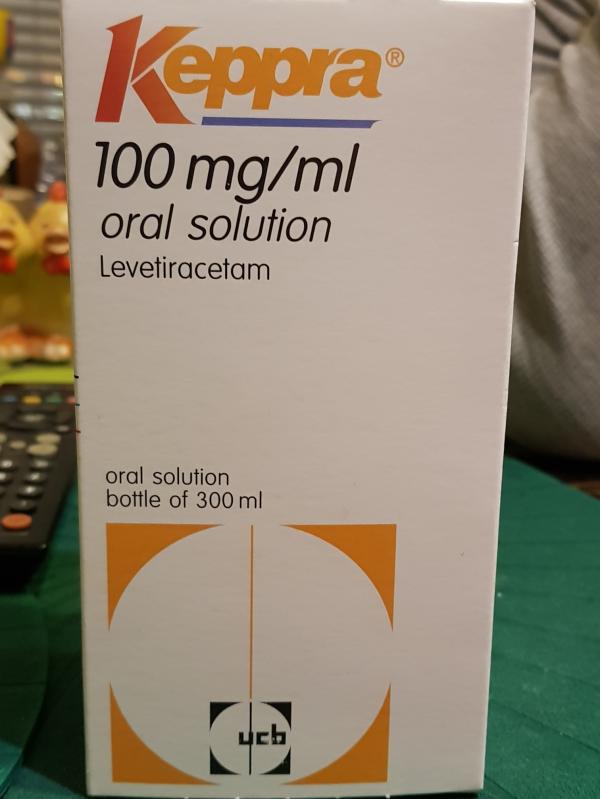 Keppra®
100 mg/ml
oral solution
Levetiracetam
oral solution
bottle of 300 ml
ucb